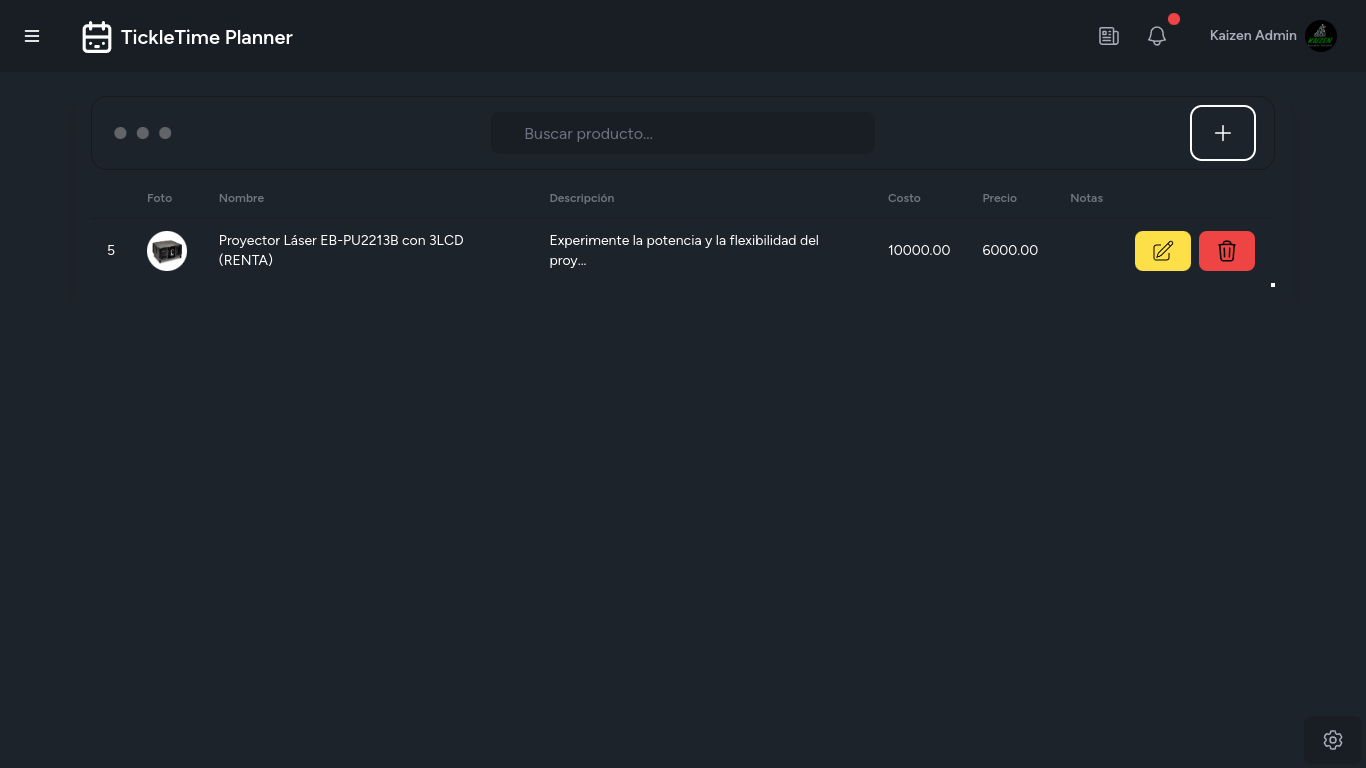 TickleTime Planner
Kaizen Admin
KAIZEN
Buscar producto...
Foto Nombre Descripción Costo Precio Notas
5 Proyector Láser EB-PU2213B con 3LCD (RENTA) Experimente la potencia y la flexibilidad del proy... 10000.00 6000.00